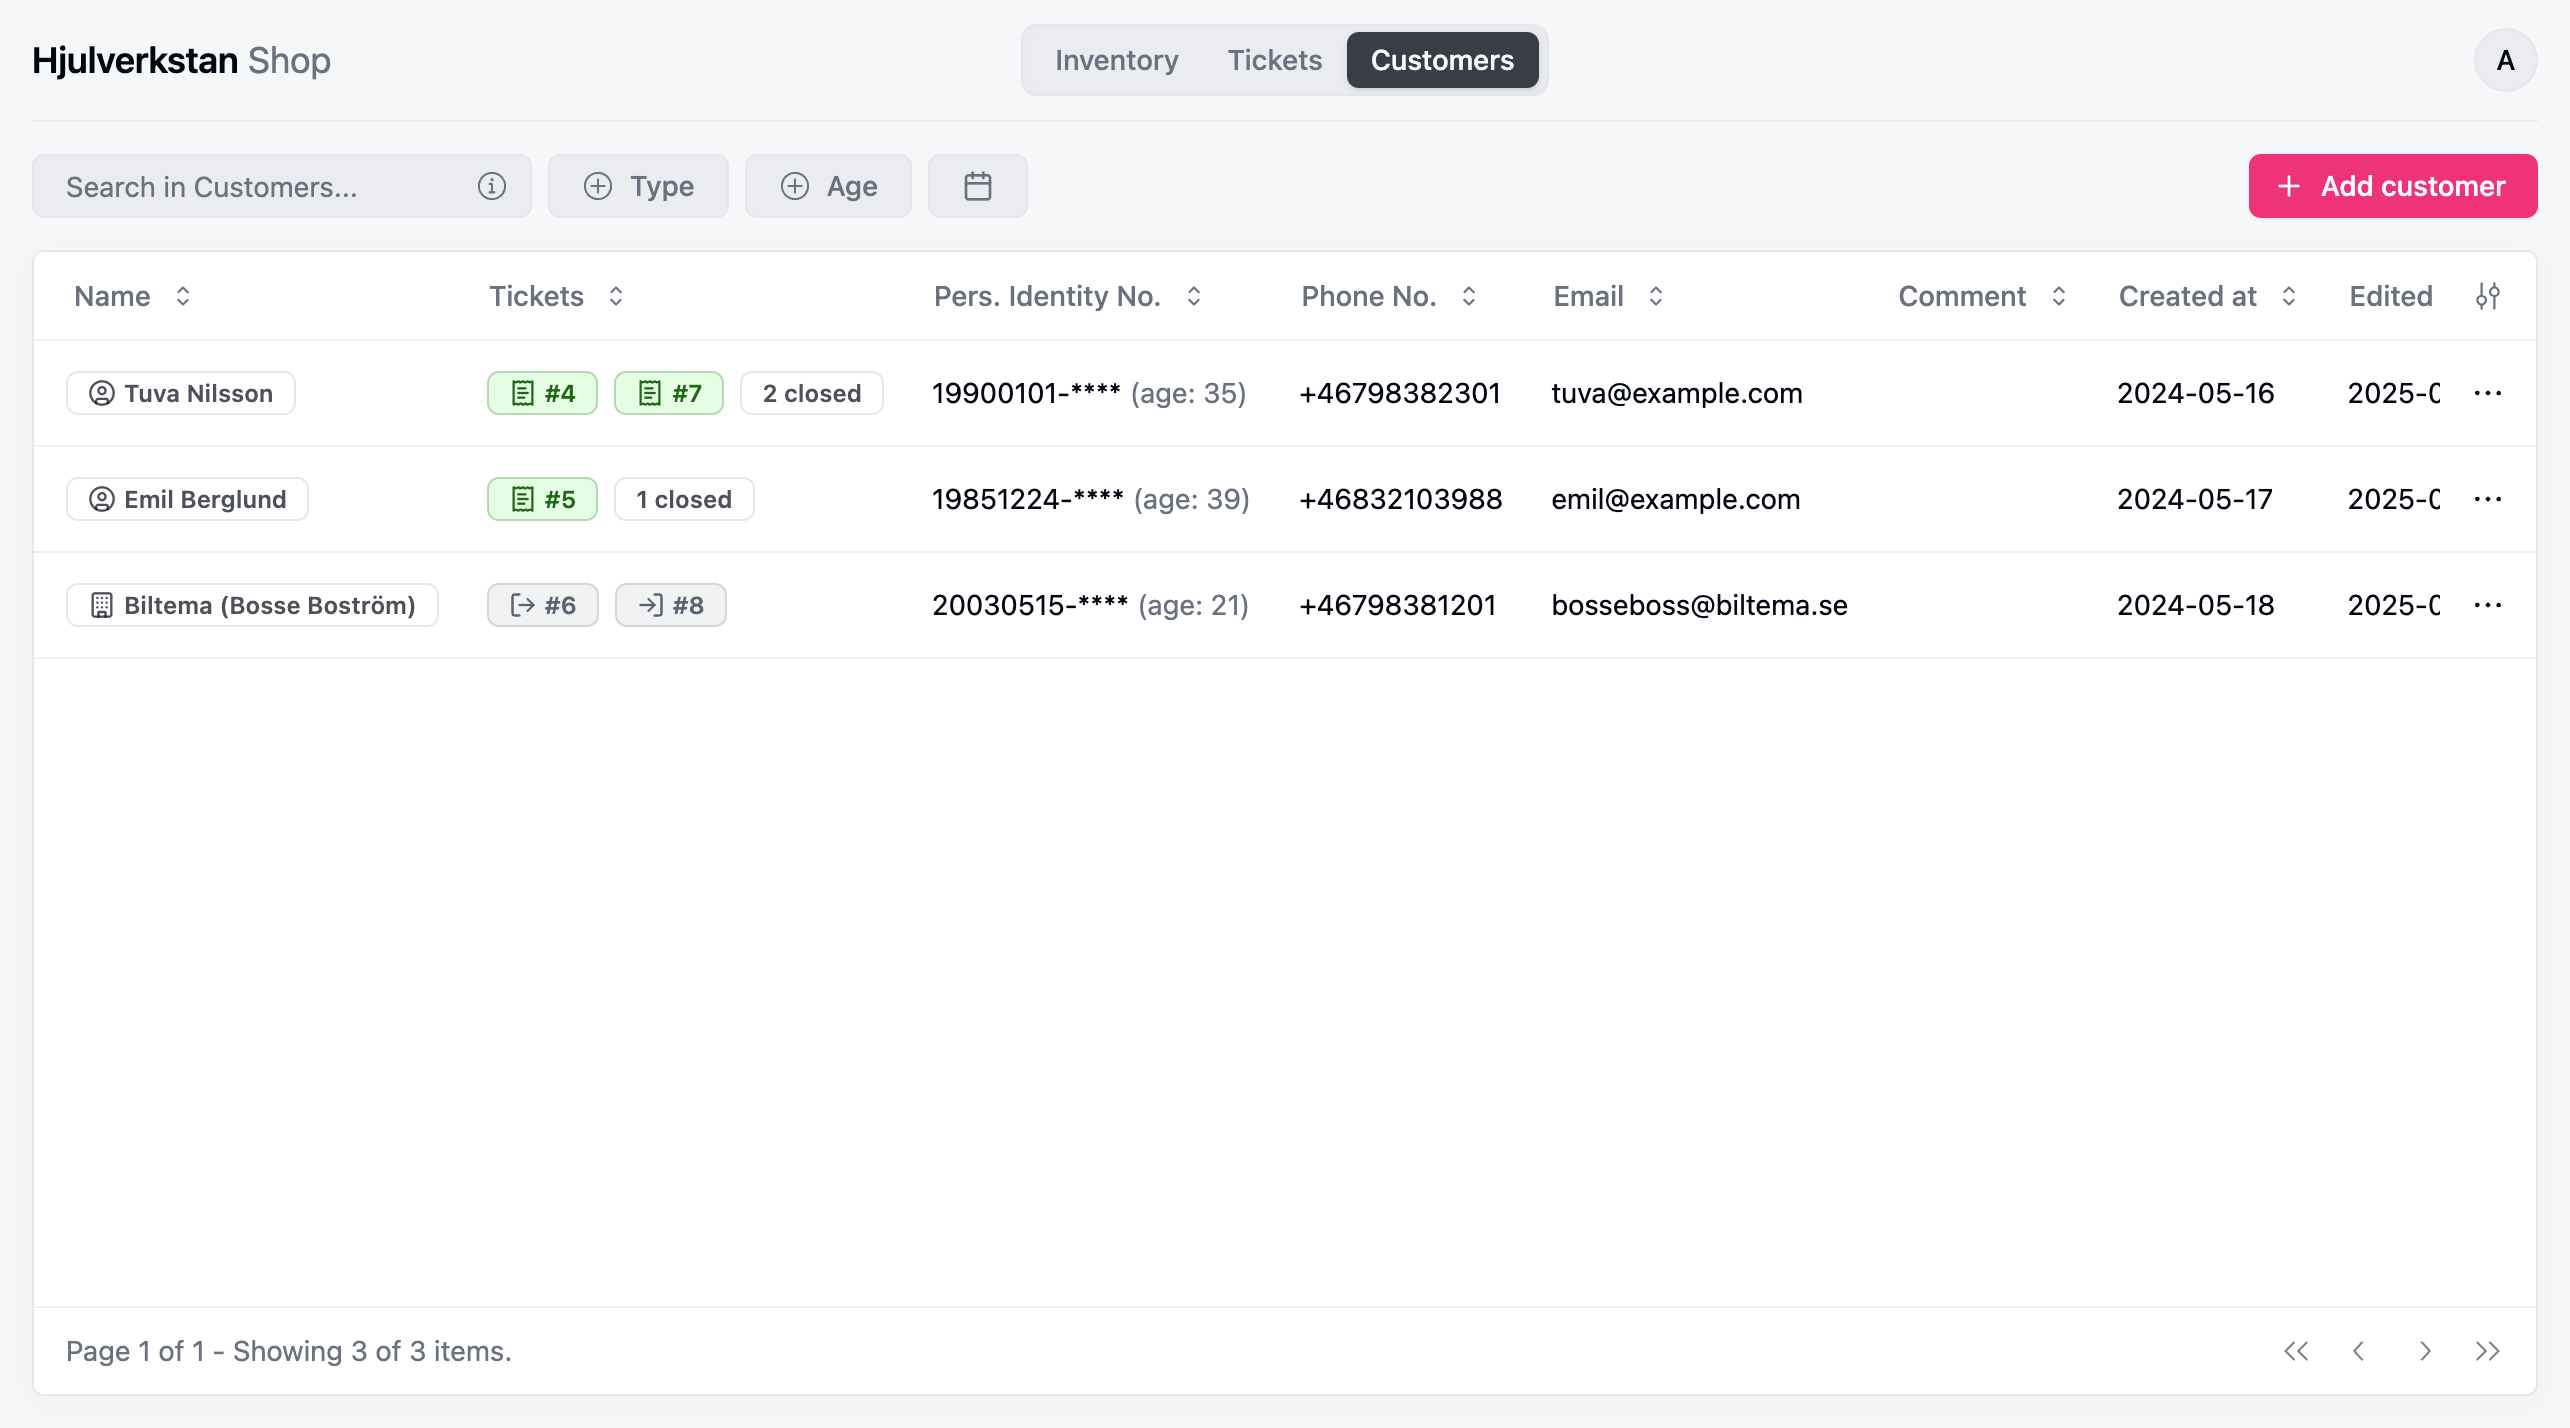 Hjulverkstan Shop
Inventory Tickets Customers
A
Search in Customers... Type Age
Add customer
Name Tickets Pers. Identity No. Phone No. Email Comment Created at Edited
Tuva Nilsson #4 #7 2 closed 19900101-**** (age: 35) +46798382301 tuva@example.com 2024-05-16 2025-0
Emil Berglund #5 1 closed 19851224-**** (age: 39) +46832103988 emil@example.com 2024-05-17 2025-0
Biltema (Bosse Boström) #6 #8 20030515-**** (age: 21) +46798381201 bosseboss@biltema.se 2024-05-18 2025-0
Page 1 of 1 - Showing 3 of 3 items.